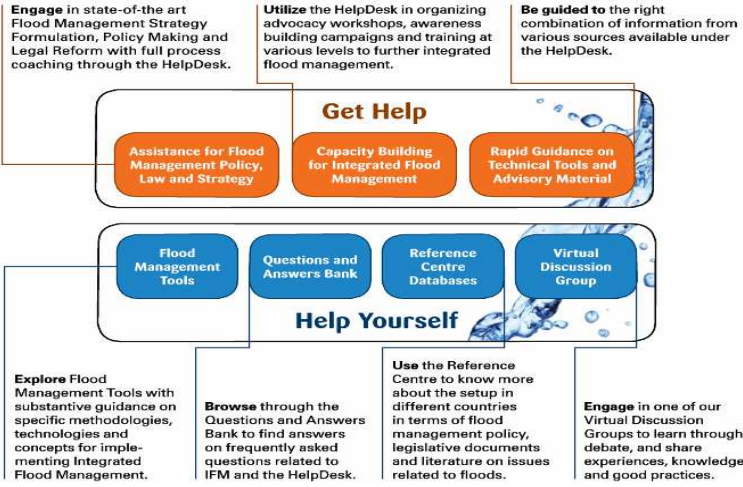 Engage in state-of-the art
Flood Management Strategy
Formulation, Policy Making and
Legal Reform with full process
coaching through the HelpDesk.
Utilize the HelpDesk in organizing
advocacy workshops, awareness
building campaigns and training at
various levels to further integrated
flood management.
Be guided to the right
combination of information from
various sources available under
the HelpDesk.
Get Help
Assistance for Flood
Management Policy,
Law and Strategy
Capacity Building
for Integrated Flood
Management
Rapid Guidance on
Technical Tools and
Advisory Material
Flood
Management
Tools
Questions and
Answers Bank
Reference
Centre
Databases
Virtual
Discussion
Group
Help Yourself
Explore Flood
Management Tools with
substantive guidance on
specific methodologies,
technologies and
concepts for imple-
menting Integrated
Flood Management.
Browse through the
Questions and Answers
Bank to find answers
on frequently asked
questions related to
IFM and the HelpDesk.
Use the Reference
Centre to know more
about the setup in
different countries
in terms of flood
management policy,
legislative documents
and literature on issues
related to floods.
Engage in one of our
Virtual Discussion
Groups to learn through
debate, and share
experiences, knowledge
and good practices.